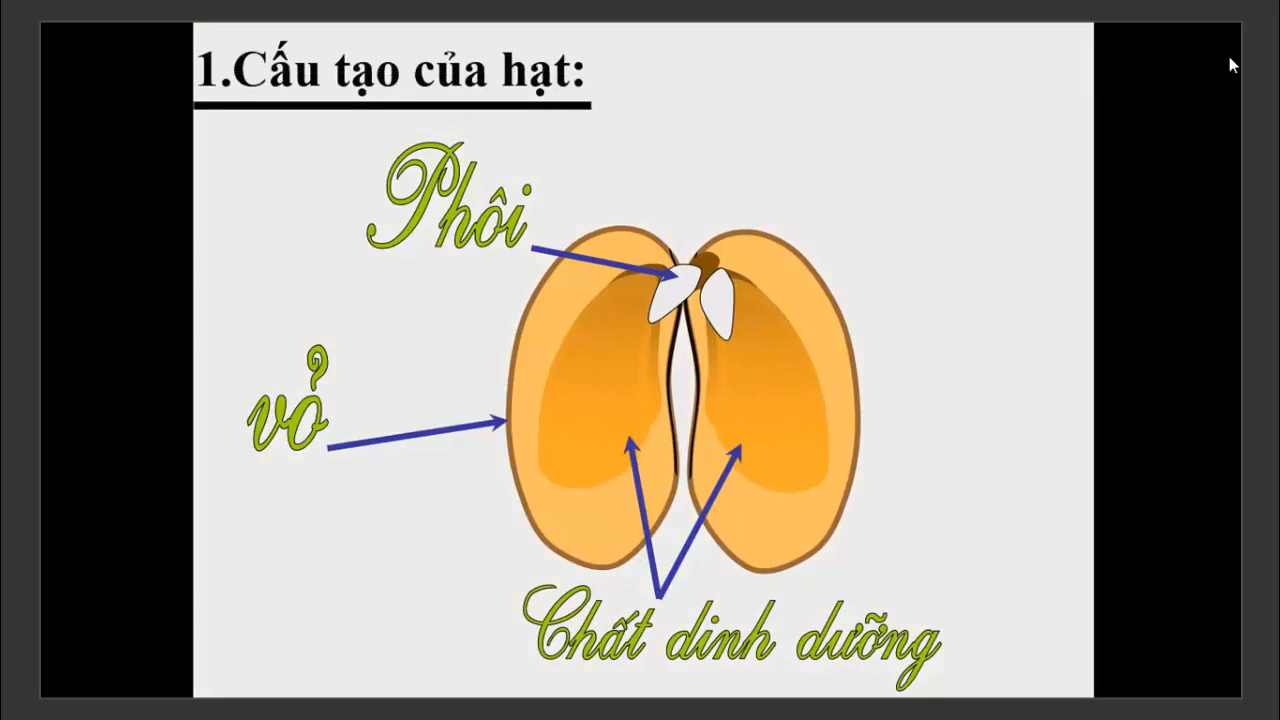 1.Cấu tạo của hạt:
Phôi
vỏ
Chất dinh dưỡng